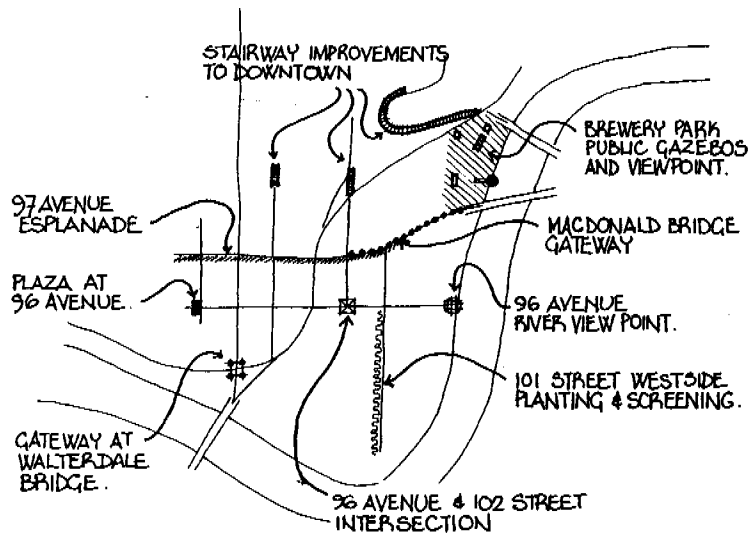 STAIRWAY IMPROVEMENTS
TO DOWNTOWN
BREWERY PARK
PUBLIC GAZEBOS
AND VIEWPOINT.
97 AVENUE
ESPLANADE
MACDONALD BRIDGE
GATEWAY
PLAZA AT
96 AVENUE.
96 AVENUE
RIVER VIEW POINT.
101 STREET WESTSIDE
PLANTING & SCREENING.
GATEWAY AT
WALTERDALE
BRIDGE.
96 AVENUE & 102 STREET
INTERSECTION